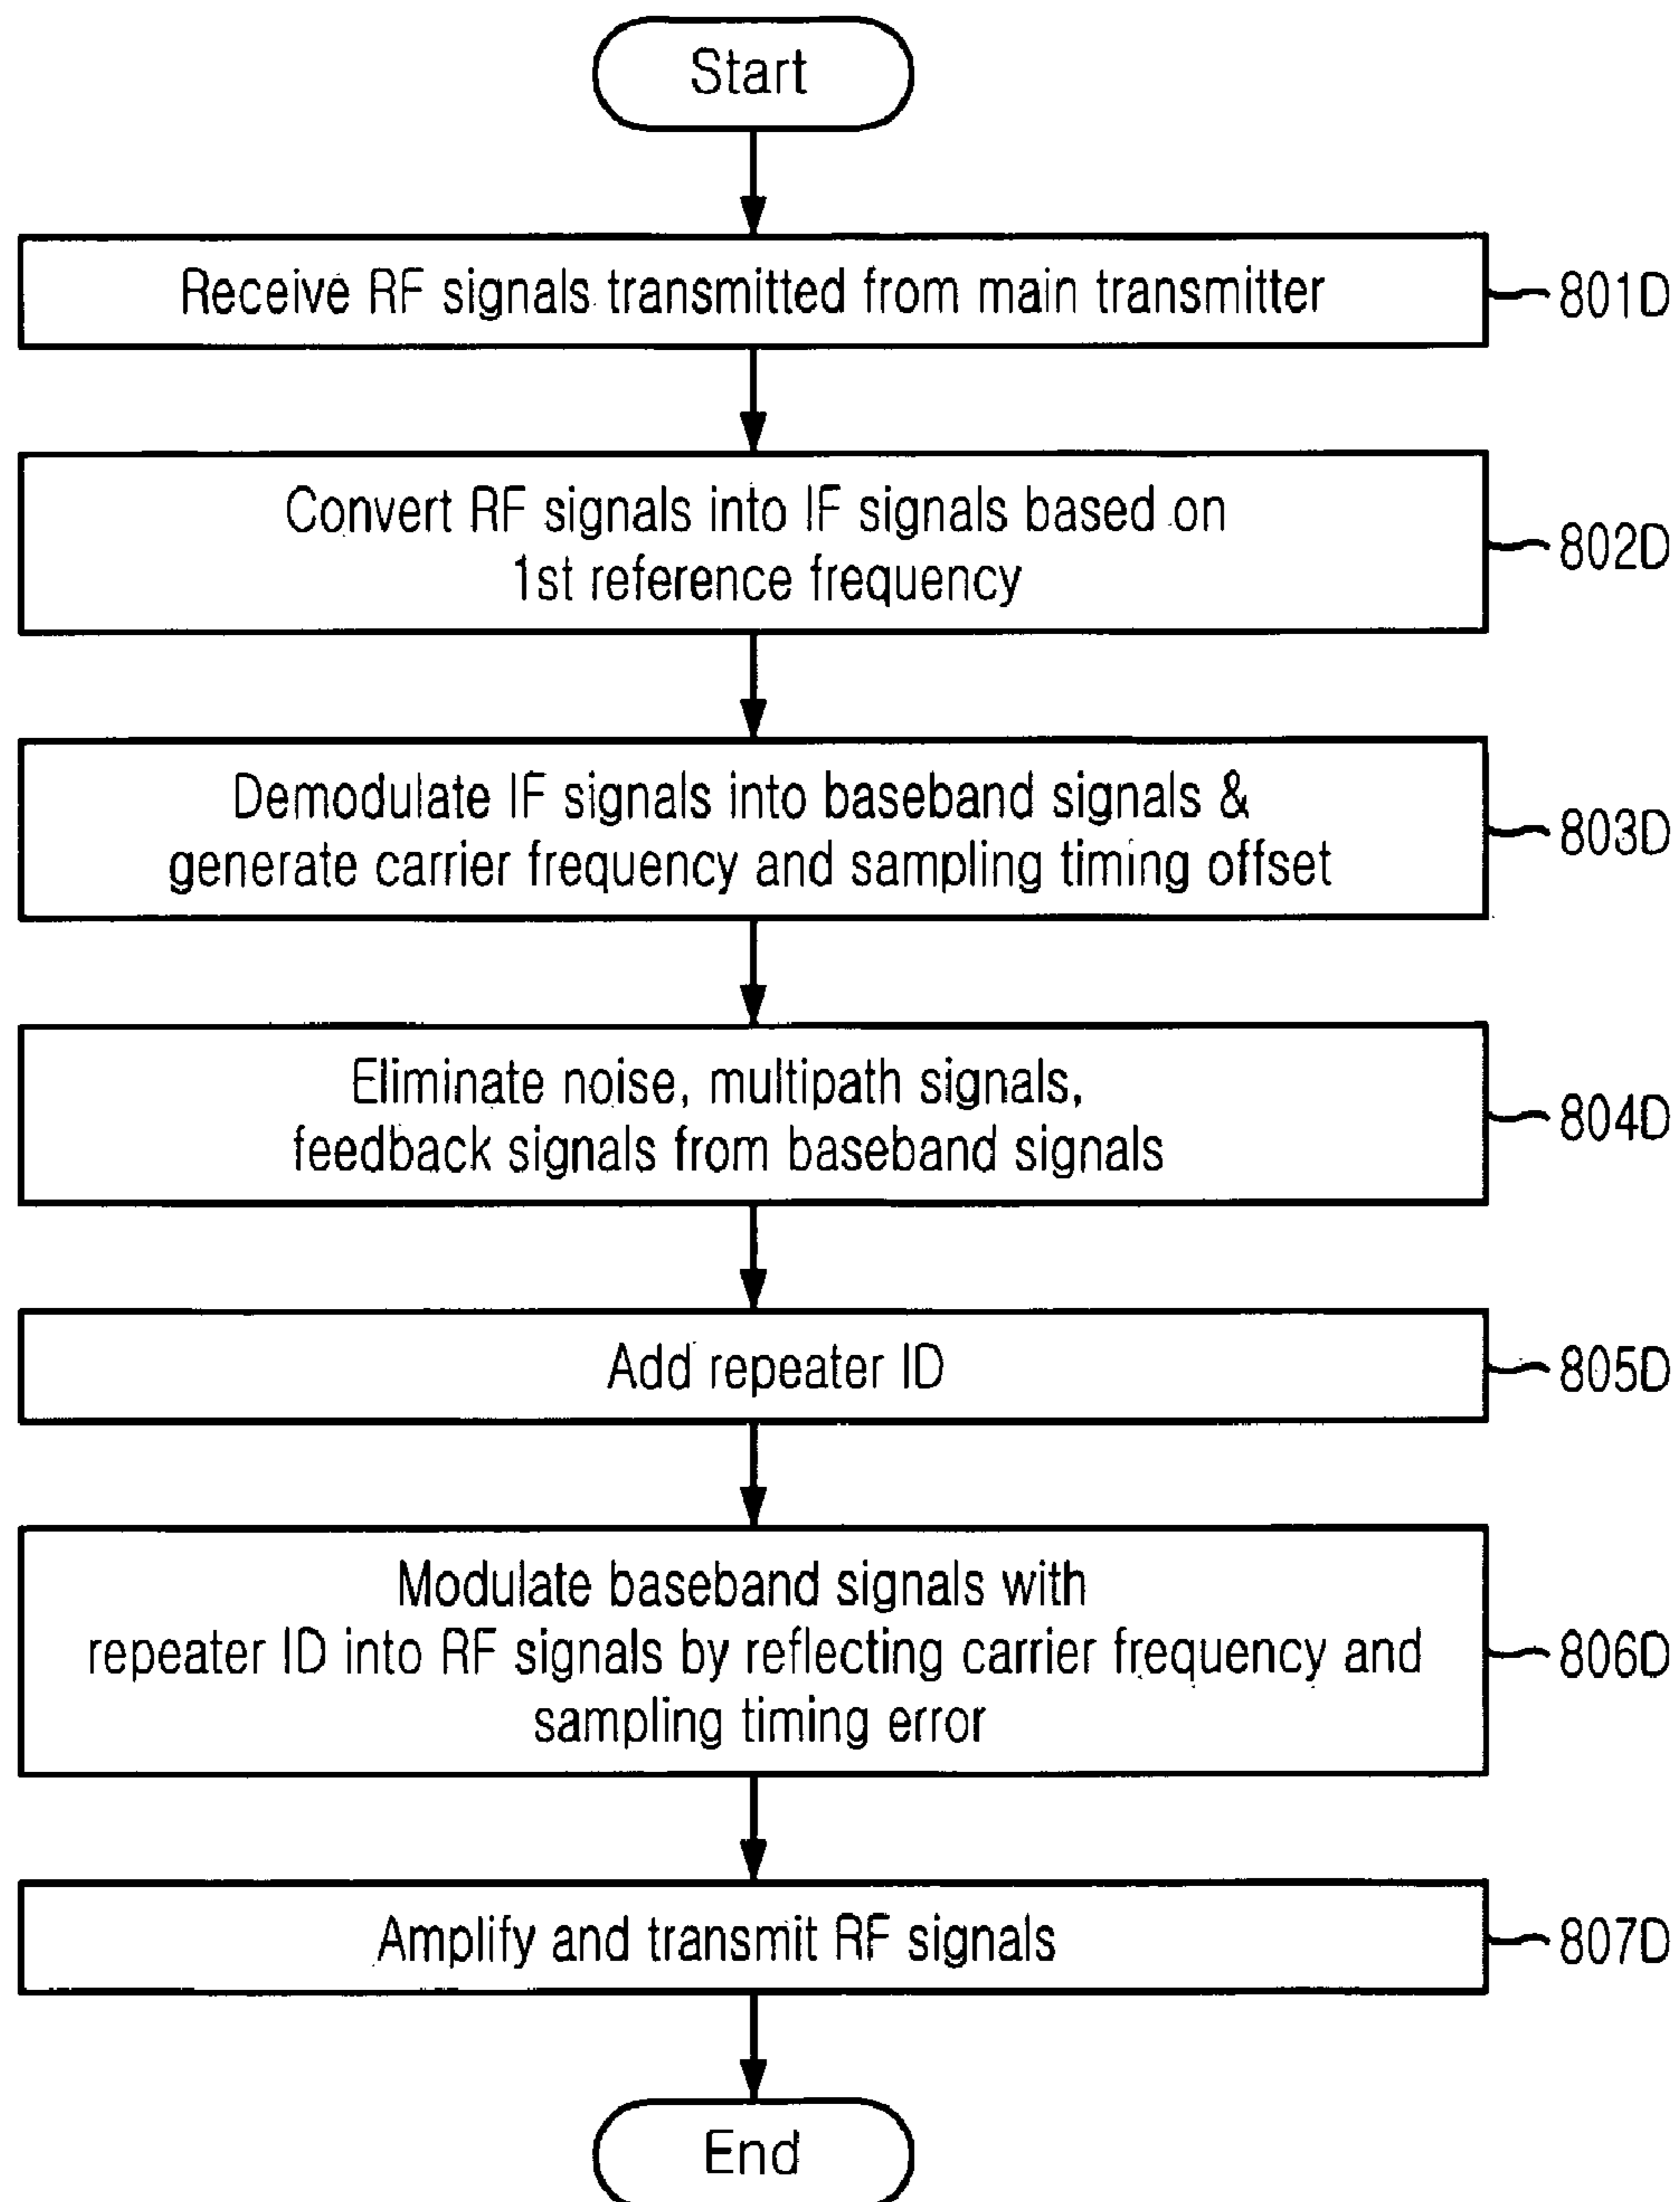 Start
Receive RF signals transmitted from main transmitter
801D
Convert RF signals into IF signals based on
1st reference frequency
802D
Demodulate IF signals into baseband signals &
generate carrier frequency and sampling timing offset
803D
Eliminate noise, multipath signals,
feedback signals from baseband signals
804D
Add repeater ID
805D
Modulate baseband signals with
repeater ID into RF signals by reflecting carrier frequency and
sampling timing error
806D
Amplify and transmit RF signals
807D
End